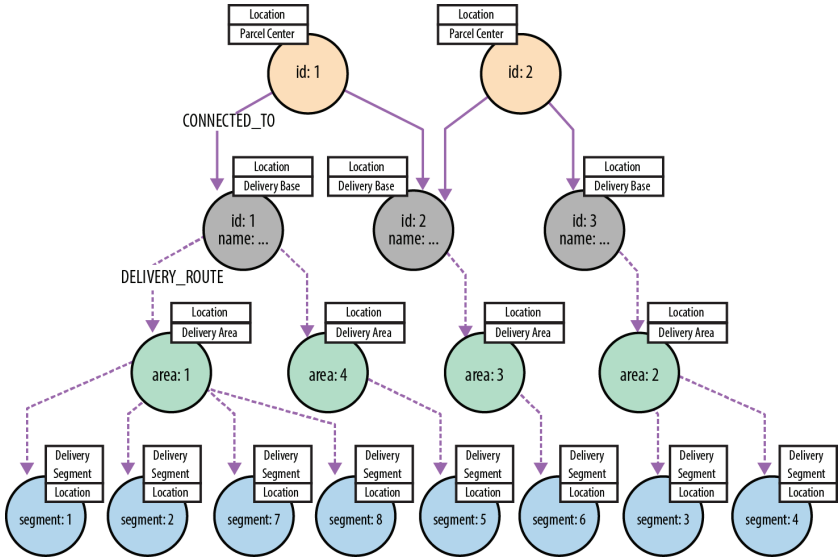 Location
Parcel Center
id: 1
Location
Parcel Center
id: 2
CONNECTED_TO
Location
Delivery Base
id: 1
name: ...
Location
Delivery Base
id: 2
name: ...
Location
Delivery Base
id: 3
name: ...
DELIVERY_ROUTE
Location
Delivery Area
area: 1
Location
Delivery Area
area: 4
Location
Delivery Area
area: 3
Location
Delivery Area
area: 2
Delivery
Segment
Location
segment: 1
Delivery
Segment
Location
segment: 2
Delivery
Segment
Location
segment: 7
Delivery
Segment
Location
segment: 8
Delivery
Segment
Location
segment: 5
Delivery
Segment
Location
segment: 6
Delivery
Segment
Location
segment: 3
Delivery
Segment
Location
segment: 4